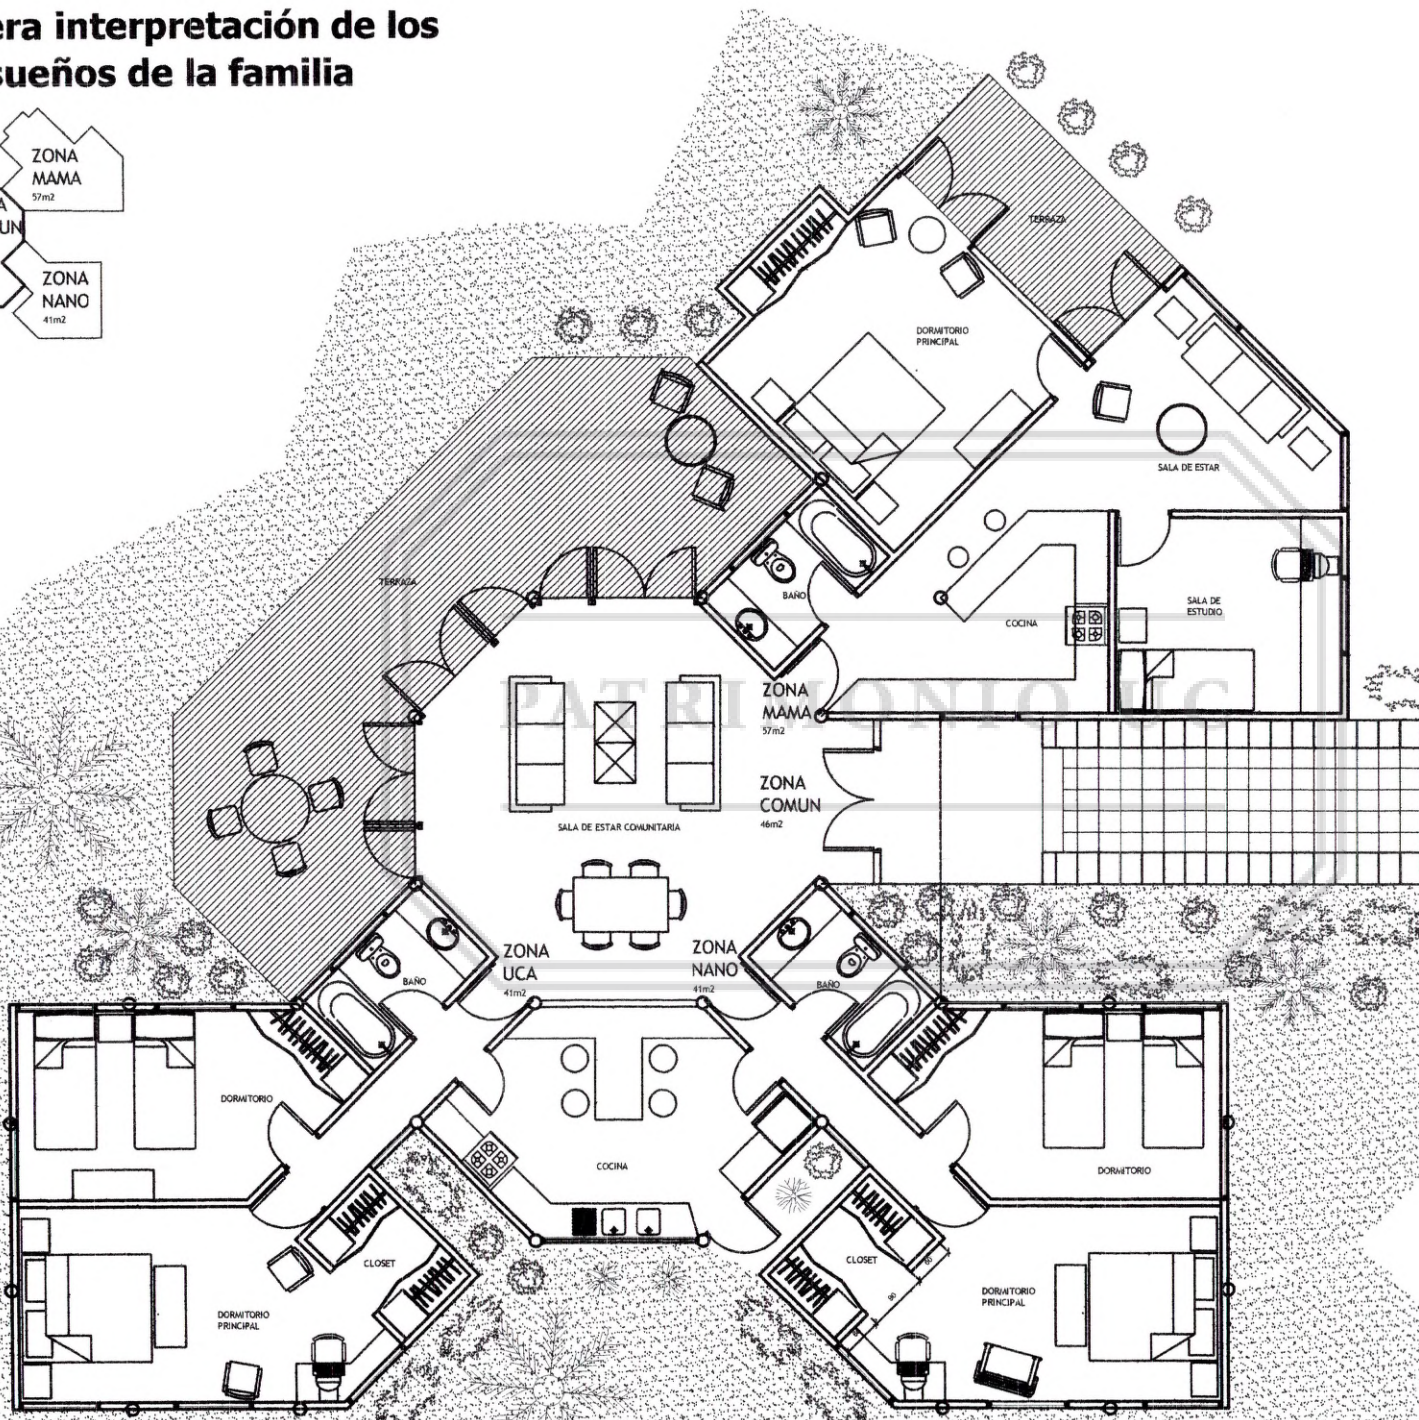 era interpretación de los
sueños de la familia
ZONA
MAMA
57m2
A
UN
ZONA
NANO
41m2
TERRAZA
DORMITORIO
PRINCIPAL
SALA DE ESTAR
TERRAZA
BAÑO
COCINA
SALA DE
ESTUDIO
PATRIMONIO UC
ZONA
MAMA
57m2
ZONA
COMUN
46m2
SALA DE ESTAR COMUNITARIA
ZONA
UCA
41m2
ZONA
NANO
41m2
BAÑO
BAÑO
DORMITORIO
COCINA
DORMITORIO
CLOSET
CLOSET
DORMITORIO
PRINCIPAL
DORMITORIO
PRINCIPAL